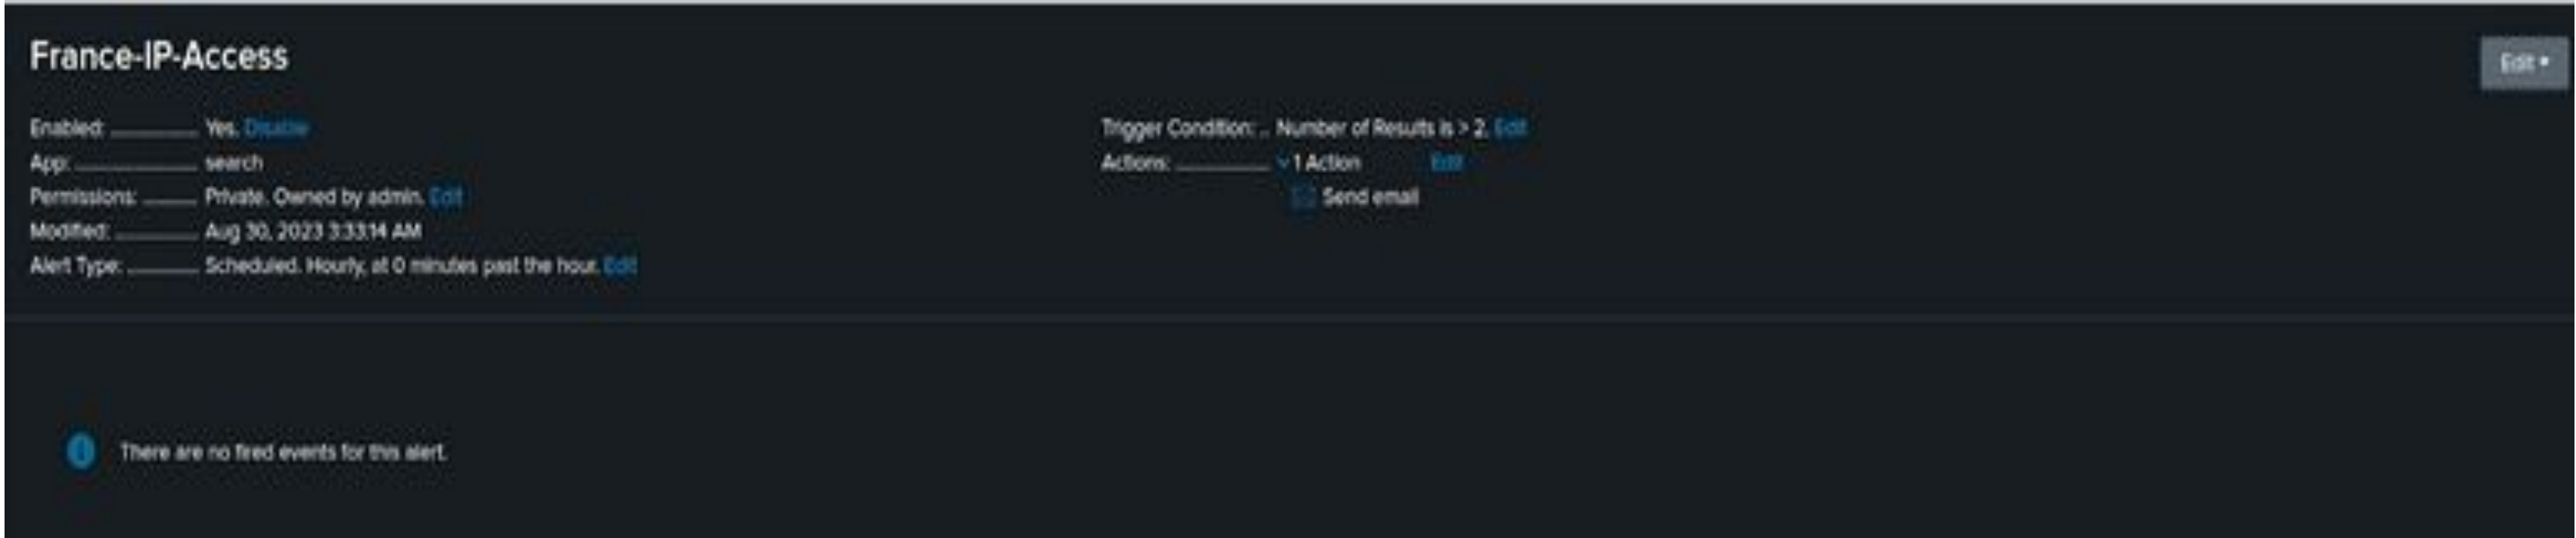 France-IP-Access
Edit
Enabled: Yes. Disable
App: search
Permissions: Private. Owned by admin. Edit
Modified: Aug 30, 2023 3:33:14 AM
Alert Type: Scheduled. Hourly, at 0 minutes past the hour. Edit
Trigger Condition: Number of Results is > 2. Edit
Actions: 1 Action Edit
Send email
There are no fired events for this alert.